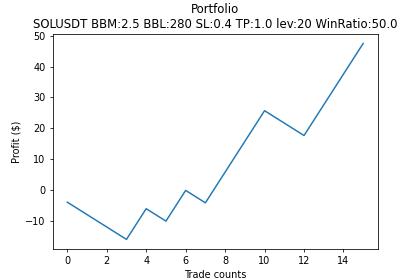 Portfolio
SOLUSDT BBM:2.5 BBL:280 SL:0.4 TP:1.0 lev:20 WinRatio:50.0
50
40
30
20
10
0
−10
Profit ($)
0 2 4 6 8 10 12 14
Trade counts